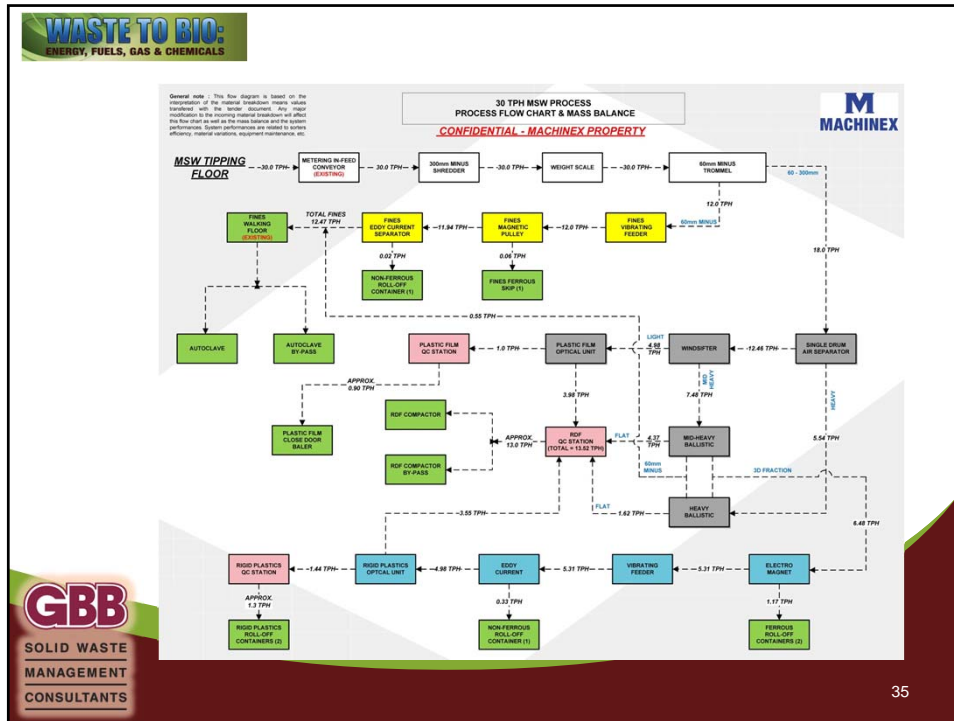 WASTE TO BIO:
ENERGY, FUELS, GAS & CHEMICALS
General note : This flow diagram is based on the
interpretation of the material breakdown means values
transfered with the tender document. Any major
modification to the incoming material breakdown will affect
this flow chart as well as the mass balance and the system
performances. System performances are related to sorters
efficiency, material variations, equipment maintenance, etc.
30 TPH MSW PROCESS
PROCESS FLOW CHART & MASS BALANCE
CONFIDENTIAL - MACHINEX PROPERTY
M
MACHINEX
MSW TIPPING
FLOOR
30.0 TPH
METERING IN-FEED
CONVEYOR
(EXISTING)
30.0 TPH
300mm MINUS
SHREDDER
30.0 TPH
WEIGHT SCALE
30.0 TPH
60mm MINUS
TROMMEL
60 - 300mm
12.0 TPH
60mm MINUS
18.0 TPH
FINES
WALKING
FLOOR
(EXISTING)
TOTAL FINES
12.47 TPH
FINES
EDDY CURRENT
SEPARATOR
11.94 TPH
FINES
MAGNETIC
PULLEY
12.0 TPH
FINES
VIBRATING
FEEDER
0.02 TPH
0.06 TPH
NON-FERROUS
ROLL-OFF
CONTAINER (1)
FINES FERROUS
SKIP (1)
0.55 TPH
AUTOCLAVE
AUTOCLAVE
BY-PASS
PLASTIC FILM
QC STATION
1.0 TPH
PLASTIC FILM
OPTICAL UNIT
LIGHT
4.98
TPH
WINDSIFTER
12.46 TPH
SINGLE DRUM
AIR SEPARATOR
APPROX.
0.90 TPH
3.98 TPH
MID
HEAVY
7.48 TPH
HEAVY
5.54 TPH
PLASTIC FILM
CLOSE DOOR
BALER
RDF COMPACTOR
RDF COMPACTOR
BY-PASS
APPROX.
13.0 TPH
RDF
QC STATION
(TOTAL = 13.52 TPH)
FLAT
4.37
TPH
MID-HEAVY
BALLISTIC
60mm
MINUS
3D FRACTION
3.55 TPH
FLAT
1.62 TPH
HEAVY
BALLISTIC
6.48 TPH
RIGID PLASTICS
QC STATION
1.44 TPH
RIGID PLASTICS
OPTCAL UNIT
4.98 TPH
EDDY
CURRENT
5.31 TPH
VIBRATING
FEEDER
5.31 TPH
ELECTRO
MAGNET
APPROX.
1.3 TPH
0.33 TPH
1.17 TPH
RIGID PLASTICS
ROLL-OFF
CONTAINERS (2)
NON-FERROUS
ROLL-OFF
CONTAINER (1)
FERROUS
ROLL-OFF
CONTAINERS (2)
GBB
SOLID WASTE
MANAGEMENT
CONSULTANTS
35